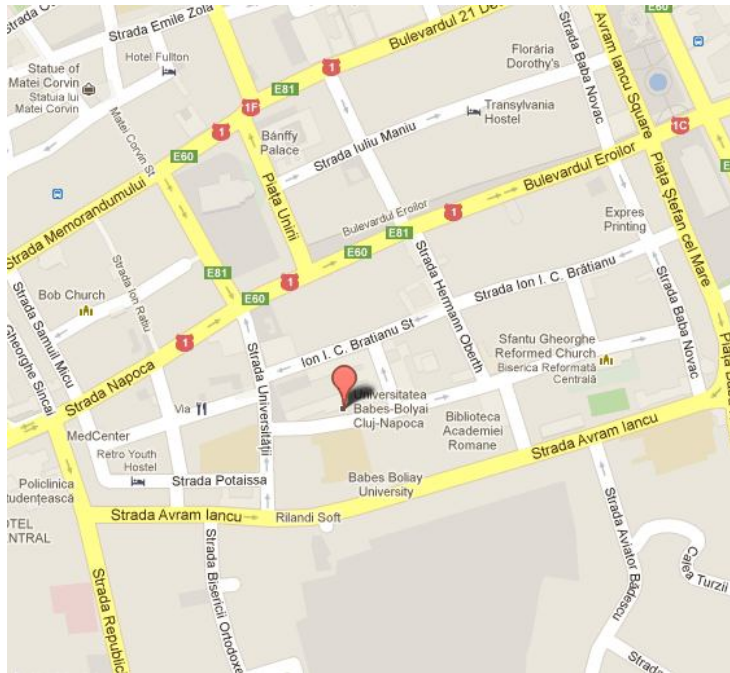 Strada Emile Zola
Bulevardul 21 De
Hotel Fullton
Florăria
Dorothy's
Avram Iancu Square
E60
Statue of
Matei Corvin
Statuia lui
Matei Corvin
Matei Corvin St
E81
1
1F
1
Strada Baba Novac
Transylvania
Hostel
1C
Bánffy
Palace
Strada Iuliu Maniu
E60
Piața Unirii
Bulevardul Eroilor
Bulevardul Eroilor
1
E81
E60
Piața Ștefan cel Mare
Strada Memorandumului
Expres
Printing
Strada Ion Ratiu
E81
1
Bob Church
E60
Strada Ion I. C. Brătianu
Strada Samuil Micu
Strada Hermann Oberth
Ion I. C. Bratianu St
1
Sfantu Gheorghe
Reformed Church
Biserica Reformată
Centrală
Strada Baba Novac
Gheorghe Sincai
Strada Napoca
Strada Universității
Via
Universitatea
Babes-Bolyai
Cluj-Napoca
Biblioteca
Academiei
Romane
MedCenter
Retro Youth
Hostel
Strada Avram Iancu
Policlinica
Strada Potaissa
Babes Boliay
University
Strada Avram Iancu
Rilandi Soft
Strada Republic
Strada Bisericii Ortodoxe
Strada Aviator Bădescu
Calea Turzii
Strada